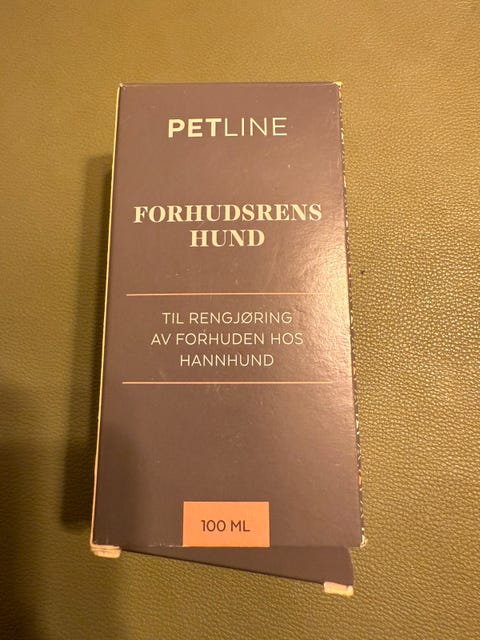 PETLINE
FORHUDSRENS
HUND
TIL RENGJØRING
AV FORHUDEN HOS
HANNHUND
100 ML